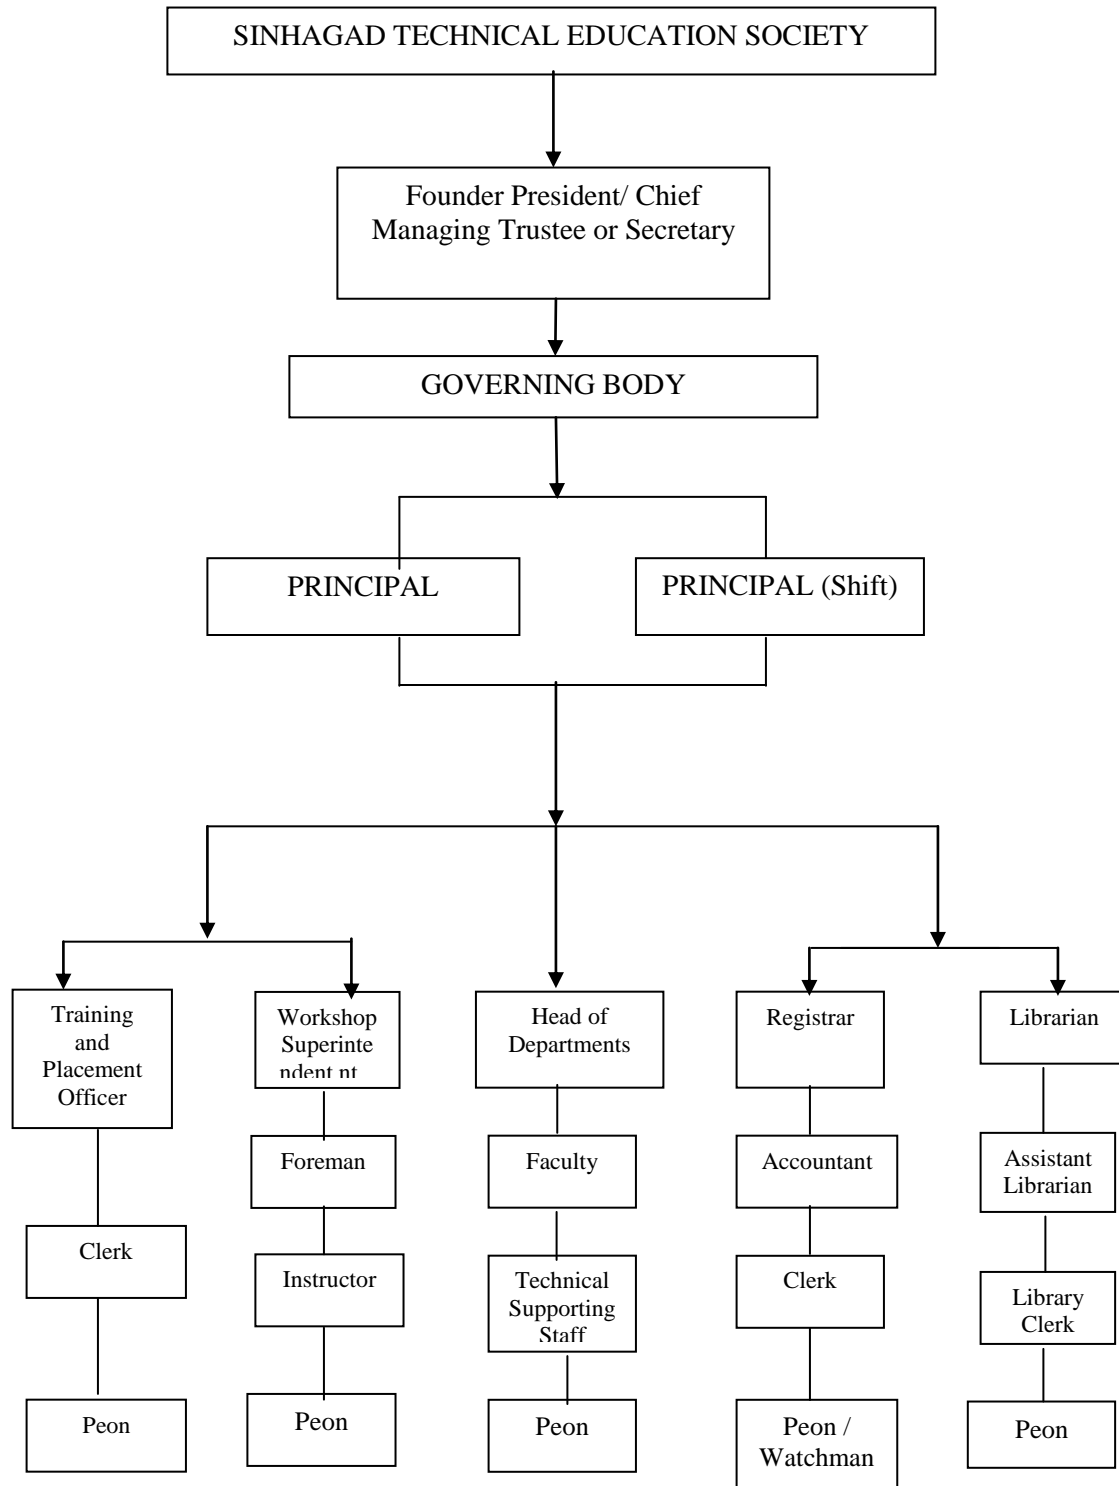 SINHAGAD TECHNICAL EDUCATION SOCIETY
Founder President/ Chief
Managing Trustee or Secretary
GOVERNING BODY
PRINCIPAL
PRINCIPAL (Shift)
Training
and
Placement
Officer
Workshop
Superinte
ndent nt
Head of
Departments
Registrar
Librarian
Foreman
Faculty
Accountant
Assistant
Librarian
Clerk
Instructor
Technical
Supporting
Staff
Clerk
Library
Clerk
Peon
Peon
Peon
Peon /
Watchman
Peon